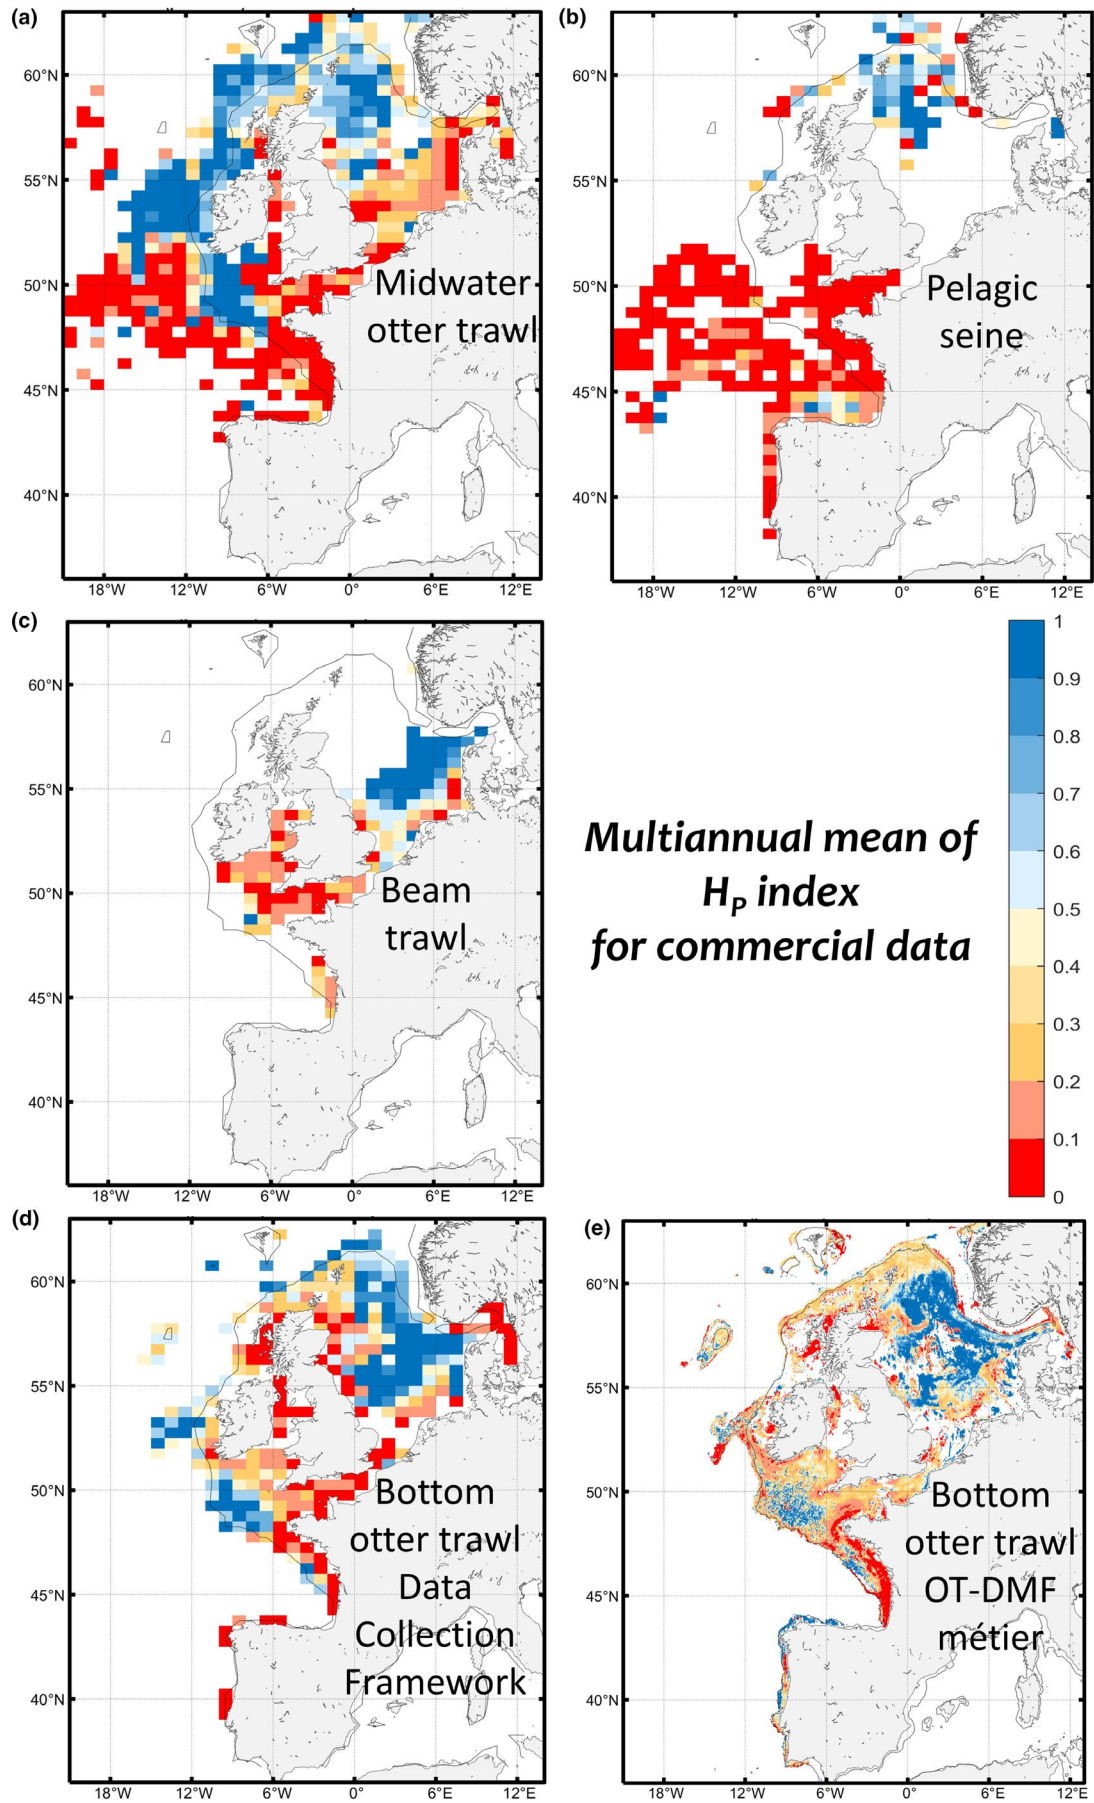 (a)
60°N
55°N
50°N
45°N
40°N
Midwater
otter trawl
18°W 12°W 6°W 0° 6°E 12°E
(b)
60°N
55°N
50°N
45°N
40°N
Pelagic
seine
18°W 12°W 6°W 0° 6°E 12°E
(c)
60°N
55°N
50°N
45°N
40°N
Beam
trawl
18°W 12°W 6°W 0° 6°E 12°E
Multiannual mean of
HP index
for commercial data
1
0.9
0.8
0.7
0.6
0.5
0.4
0.3
0.2
0.1
0
(d)
60°N
55°N
50°N
45°N
40°N
Bottom
otter trawl
Data
Collection
Framework
18°W 12°W 6°W 0° 6°E 12°E
(e)
60°N
55°N
50°N
45°N
40°N
Bottom
otter trawl
OT-DMF
métier
18°W 12°W 6°W 0° 6°E 12°E